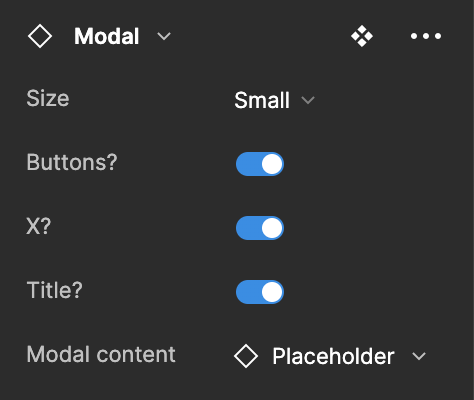 Modal
Size Small
Buttons?
X?
Title?
Modal content Placeholder